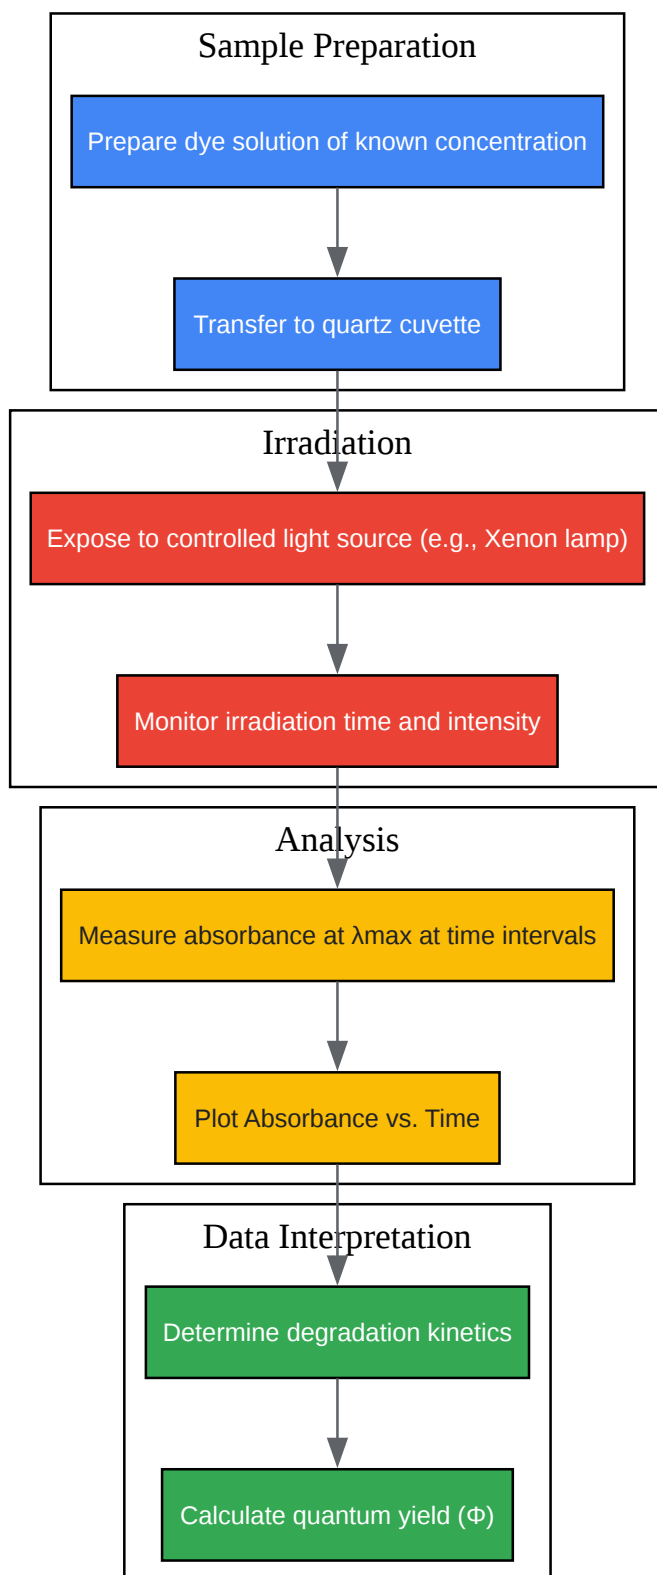 Sample Preparation
Prepare dye solution of known concentration
Transfer to quartz cuvette
Irradiation
Expose to controlled light source (e.g., Xenon lamp)
Monitor irradiation time and intensity
Analysis
Measure absorbance at λmax at time intervals
Plot Absorbance vs. Time
Data Interpretation
Determine degradation kinetics
Calculate quantum yield (Φ)